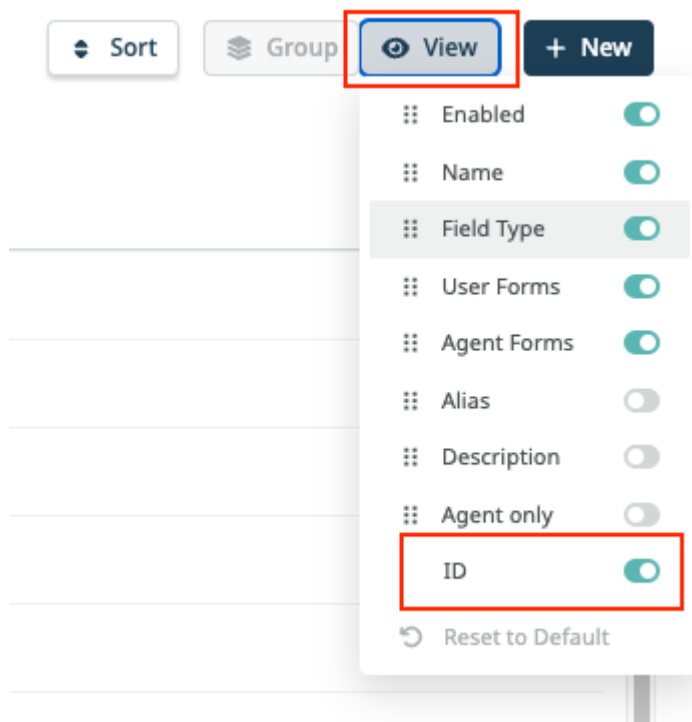 Sort Group View + New
Enabled
Name
Field Type
User Forms
Agent Forms
Alias
Description
Agent only
ID
Reset to Default